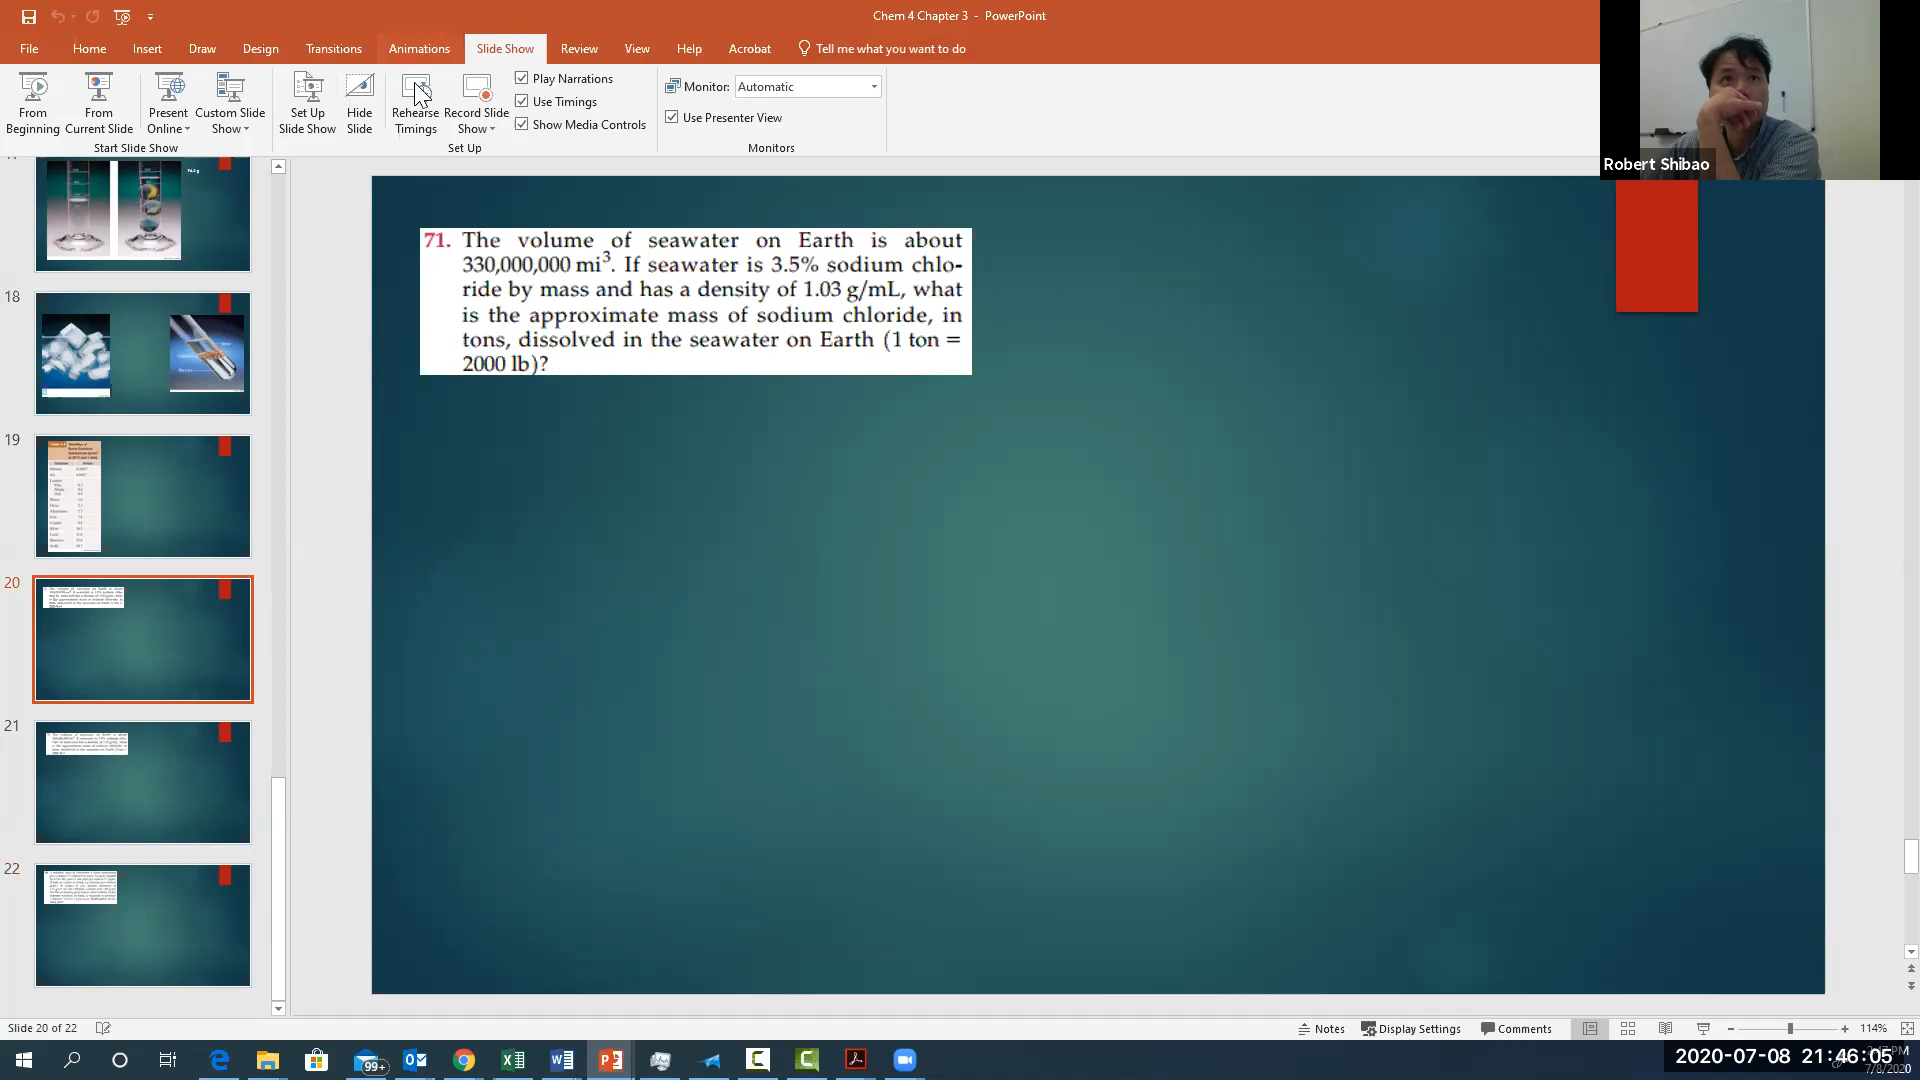 Chem 4 Chapter 3 - PowerPoint
File Home Insert Draw Design Transitions Animations Slide Show Review View Help Acrobat Tell me what you want to do
From Beginning
From Current Slide
Present Online
Custom Slide Show
Set Up Slide Show
Hide Slide
Rehearse Timings
Record Slide Show
Play Narrations
Use Timings
Show Media Controls
Monitor: Automatic
Use Presenter View
Start Slide Show
Set Up
Monitors
Robert Shibao
18
19
20
21
22
71. The volume of seawater on Earth is about
330,000,000 mi³. If seawater is 3.5% sodium chlo-
ride by mass and has a density of 1.03 g/mL, what
is the approximate mass of sodium chloride, in
tons, dissolved in the seawater on Earth (1 ton =
2000 lb)?
Slide 20 of 22
Notes Display Settings Comments 114%
99+
2020-07-08 21:46:05
7/8/2020